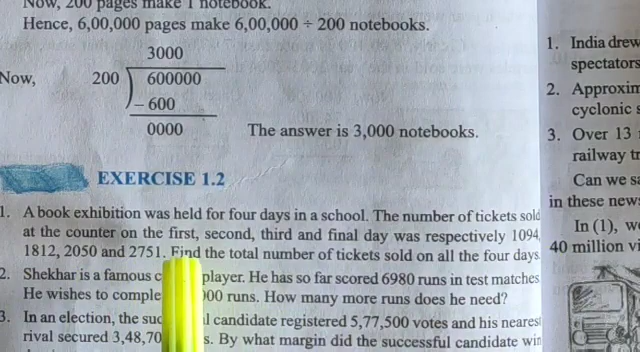 Now, 200 pages make 1 notebook.
Hence, 6,00,000 pages make 6,00,000 ÷ 200 notebooks.
3000
Now, 200 600000
– 600
0000 The answer is 3,000 notebooks.
EXERCISE 1.2
1. A book exhibition was held for four days in a school. The number of tickets sold
at the counter on the first, second, third and final day was respectively 1094,
1812, 2050 and 2751. Find the total number of tickets sold on all the four days.
2. Shekhar is a famous player. He has so far scored 6980 runs in test matches
He wishes to 00 runs. How many more runs does he need?
3. In an election, the candidate registered 5,77,500 votes and his nearest
rival secured 3,48,70 By what margin did the successful candidate win
1. India drew
spectators
2.
cyclonic
3. Over 13
railway
Can we
in these
In (1),
40 million